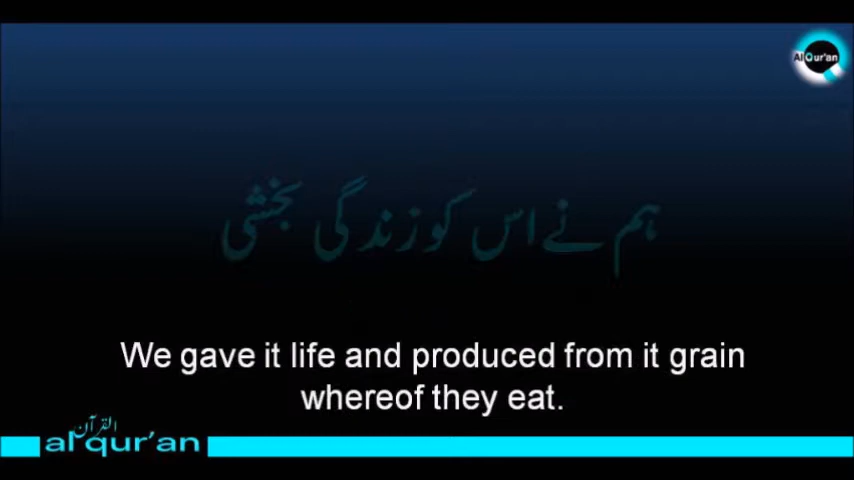 Al Qur'an
ہم نے اس کو زندگی بخشی
We gave it life and produced from it grain
whereof they eat.
القرآن
al qur'an